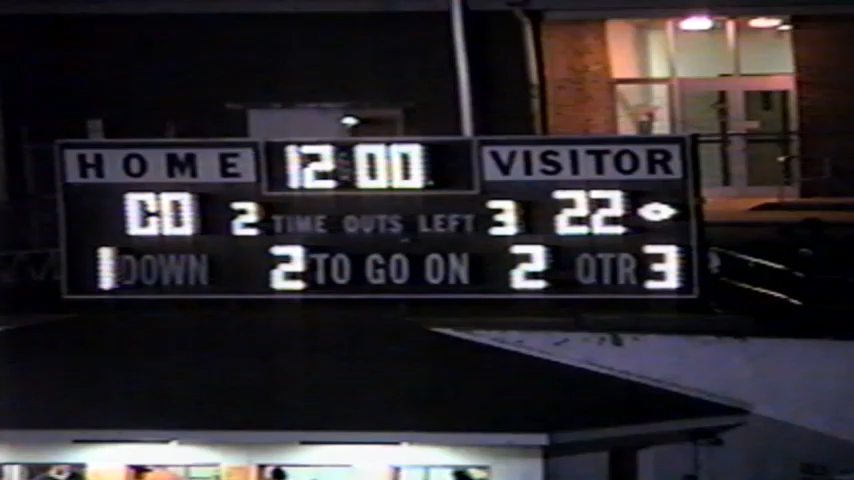 HOME 12:00 VISITOR
2 TIME OUTS LEFT 3 22
1 DOWN 2 TO GO ON 2 QTR 3